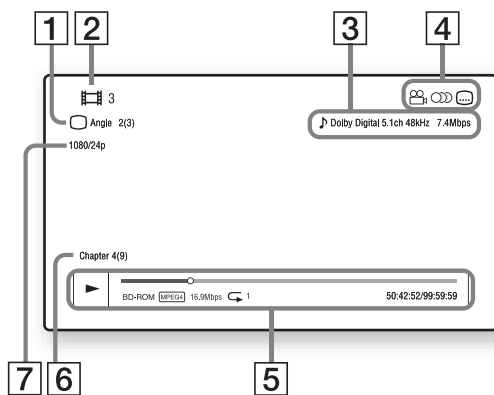 1 2 3 4
3
Angle 2(3)
♪ Dolby Digital 5.1ch 48kHz 7.4Mbps
1080/24p
Chapter 4(9)
BD-ROM MPEG4 16.9Mbps 1 50:42:52/99:59:59
7 6 5